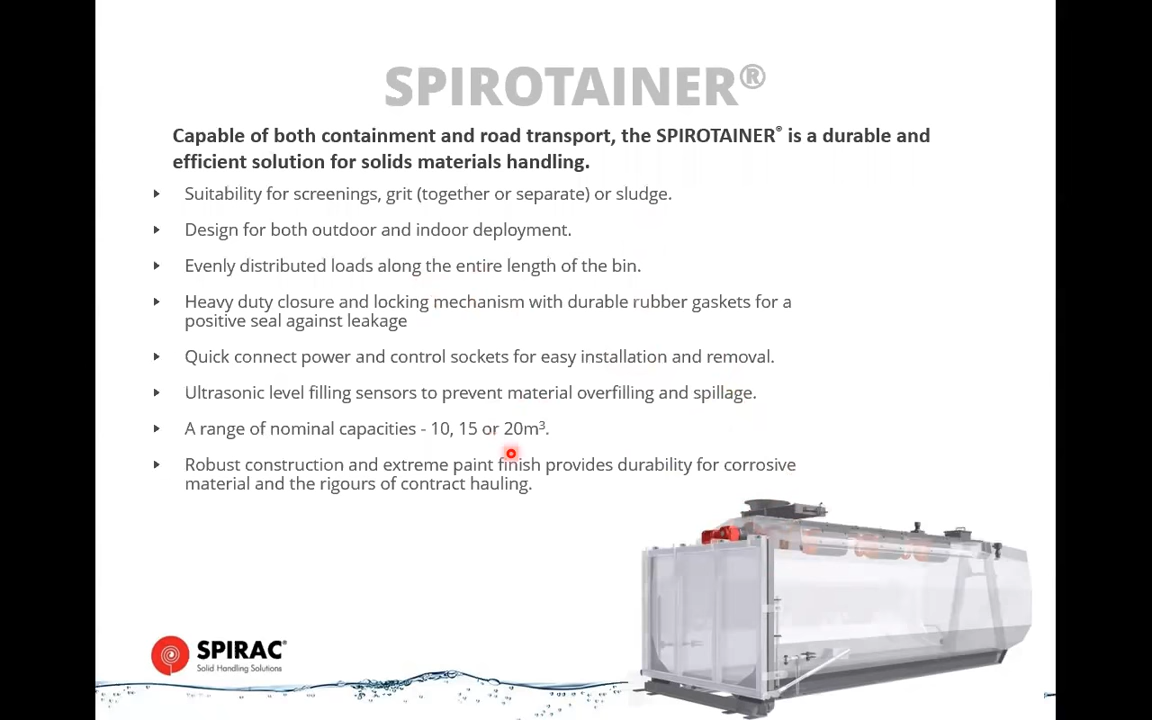 SPIROTAINER®
Capable of both containment and road transport, the SPIROTAINER® is a durable and
efficient solution for solids materials handling.
Suitability for screenings, grit (together or separate) or sludge.
Design for both outdoor and indoor deployment.
Evenly distributed loads along the entire length of the bin.
Heavy duty closure and locking mechanism with durable rubber gaskets for a
positive seal against leakage
Quick connect power and control sockets for easy installation and removal.
Ultrasonic level filling sensors to prevent material overfilling and spillage.
A range of nominal capacities - 10, 15 or 20m³.
Robust construction and extreme paint finish provides durability for corrosive
material and the rigours of contract hauling.
SPIRAC®
Solid Handling Solutions